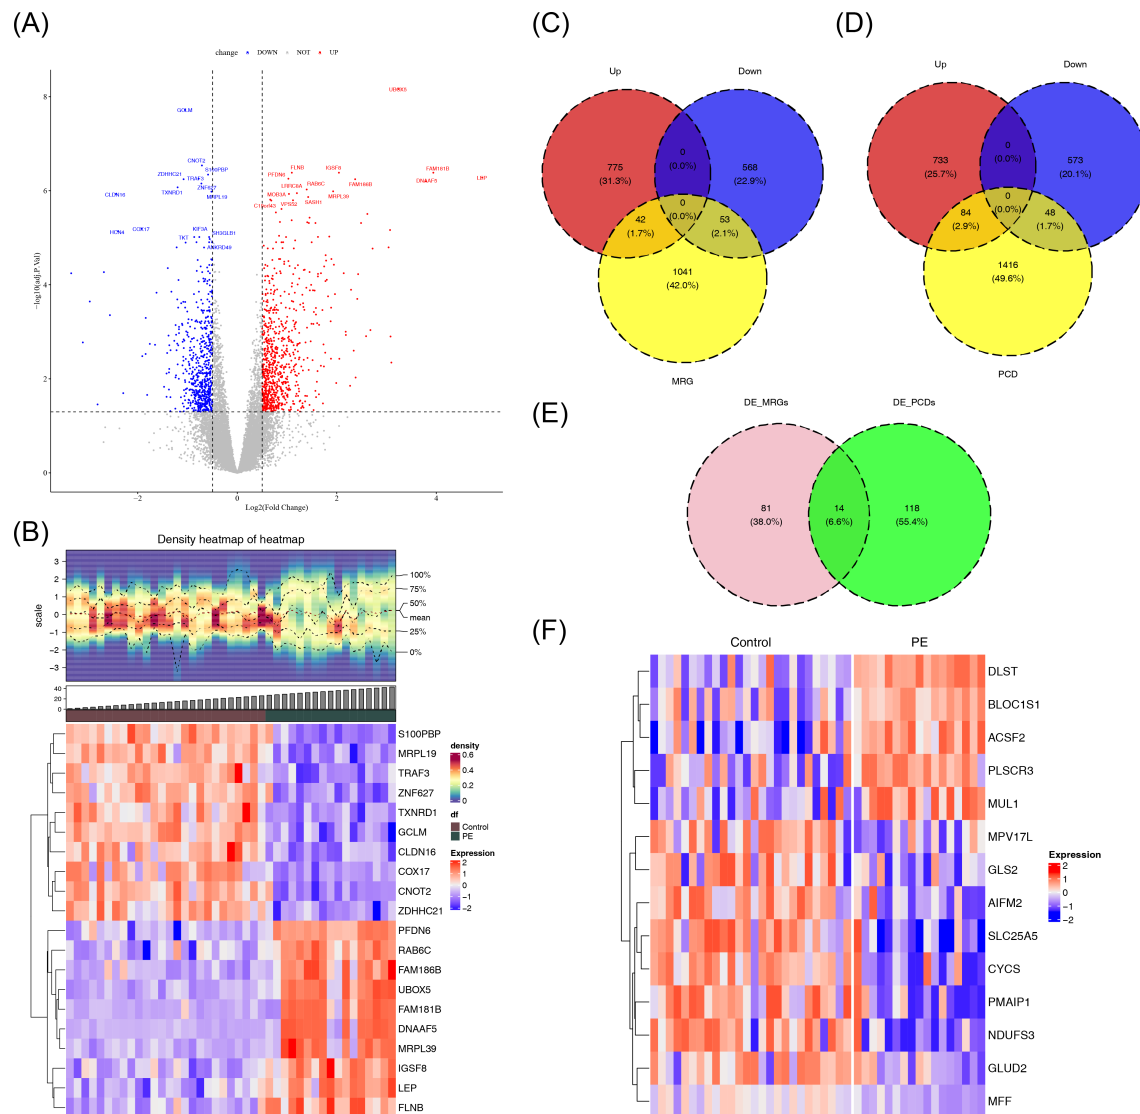 (A)
change DOWN NOT UP
UBOX5
GCLM
CNOT2
S100PBP
ZDHHC21
TRAF3
ZNF627
TXNRD1
MRPL19
CLDN16
HCN4
COX17
KIF3A
SH3GLB1
TKT
ANKRD49
FLNB
IGSF8
PFDN6
FAM181B
LEP
DNAAF5
FAM186B
RAB6C
LRRC8A
MOB3A
MRPL39
SASH1
VPS52
8
6
4
2
0
−2
0
2
4
−log10(adj.P.Val)
Log2(Fold Change)
(B)
Density heatmap of heatmap
scale
3
2
1
0
−1
−2
−3
100%
75%
50%
mean
25%
0%
40
20
0
S100PBP
MRPL19
TRAF3
ZNF627
TXNRD1
GCLM
CLDN16
COX17
CNOT2
ZDHHC21
PFDN6
RAB6C
FAM186B
UBOX5
FAM181B
DNAAF5
MRPL39
IGSF8
LEP
FLNB
density
0.6
0.4
0.2
0
df
Control
PE
Expression
2
1
0
−1
−2
(C)
Up
Down
775
(31.3%)
0
(0.0%)
568
(22.9%)
0
(0.0%)
42
(1.7%)
53
(2.1%)
1041
(42.0%)
MRG
(D)
Up
Down
733
(25.7%)
0
(0.0%)
573
(20.1%)
0
(0.0%)
84
(2.9%)
48
(1.7%)
1416
(49.6%)
PCD
(E)
DE_MRGs
DE_PCDs
81
(38.0%)
14
(6.6%)
118
(55.4%)
(F)
Control
PE
DLST
BLOC1S1
ACSF2
PLSCR3
MUL1
MPV17L
GLS2
AIFM2
SLC25A5
CYCS
PMAIP1
NDUFS3
GLUD2
MFF
Expression
2
1
0
−1
−2